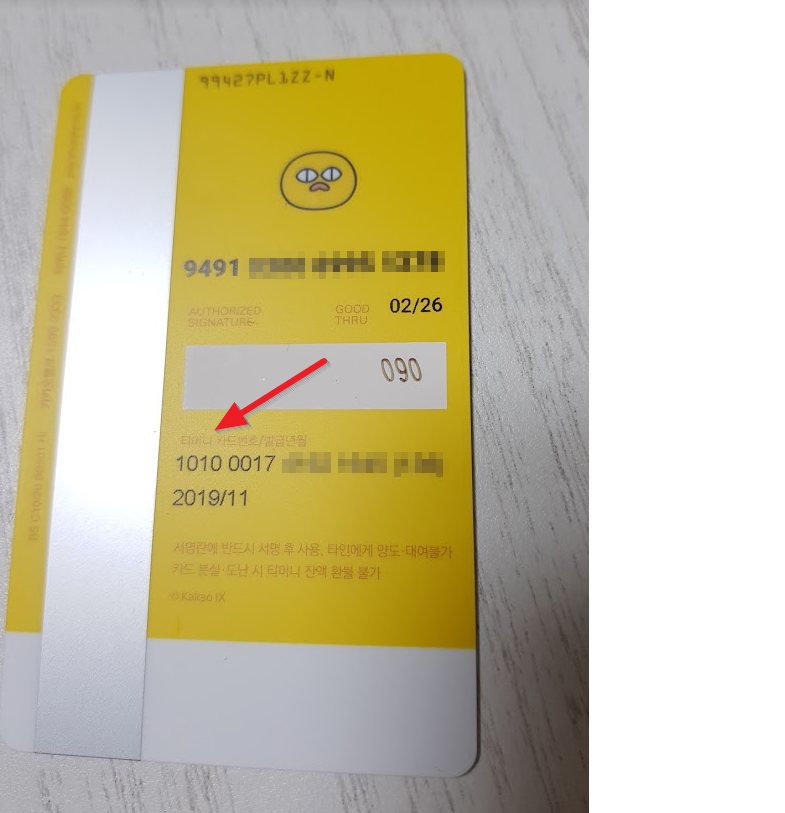 99427PL1ZZ-N
9491
AUTHORIZED SIGNATURE
GOOD THRU
02/26
090
티머니 카드번호/발급년월
1010 0017
2019/11
서명란에 반드시 서명 후 사용, 타인에게 양도·대여불가
카드 분실·도난 시 티머니 잔액 환불 불가
©Kakao IX